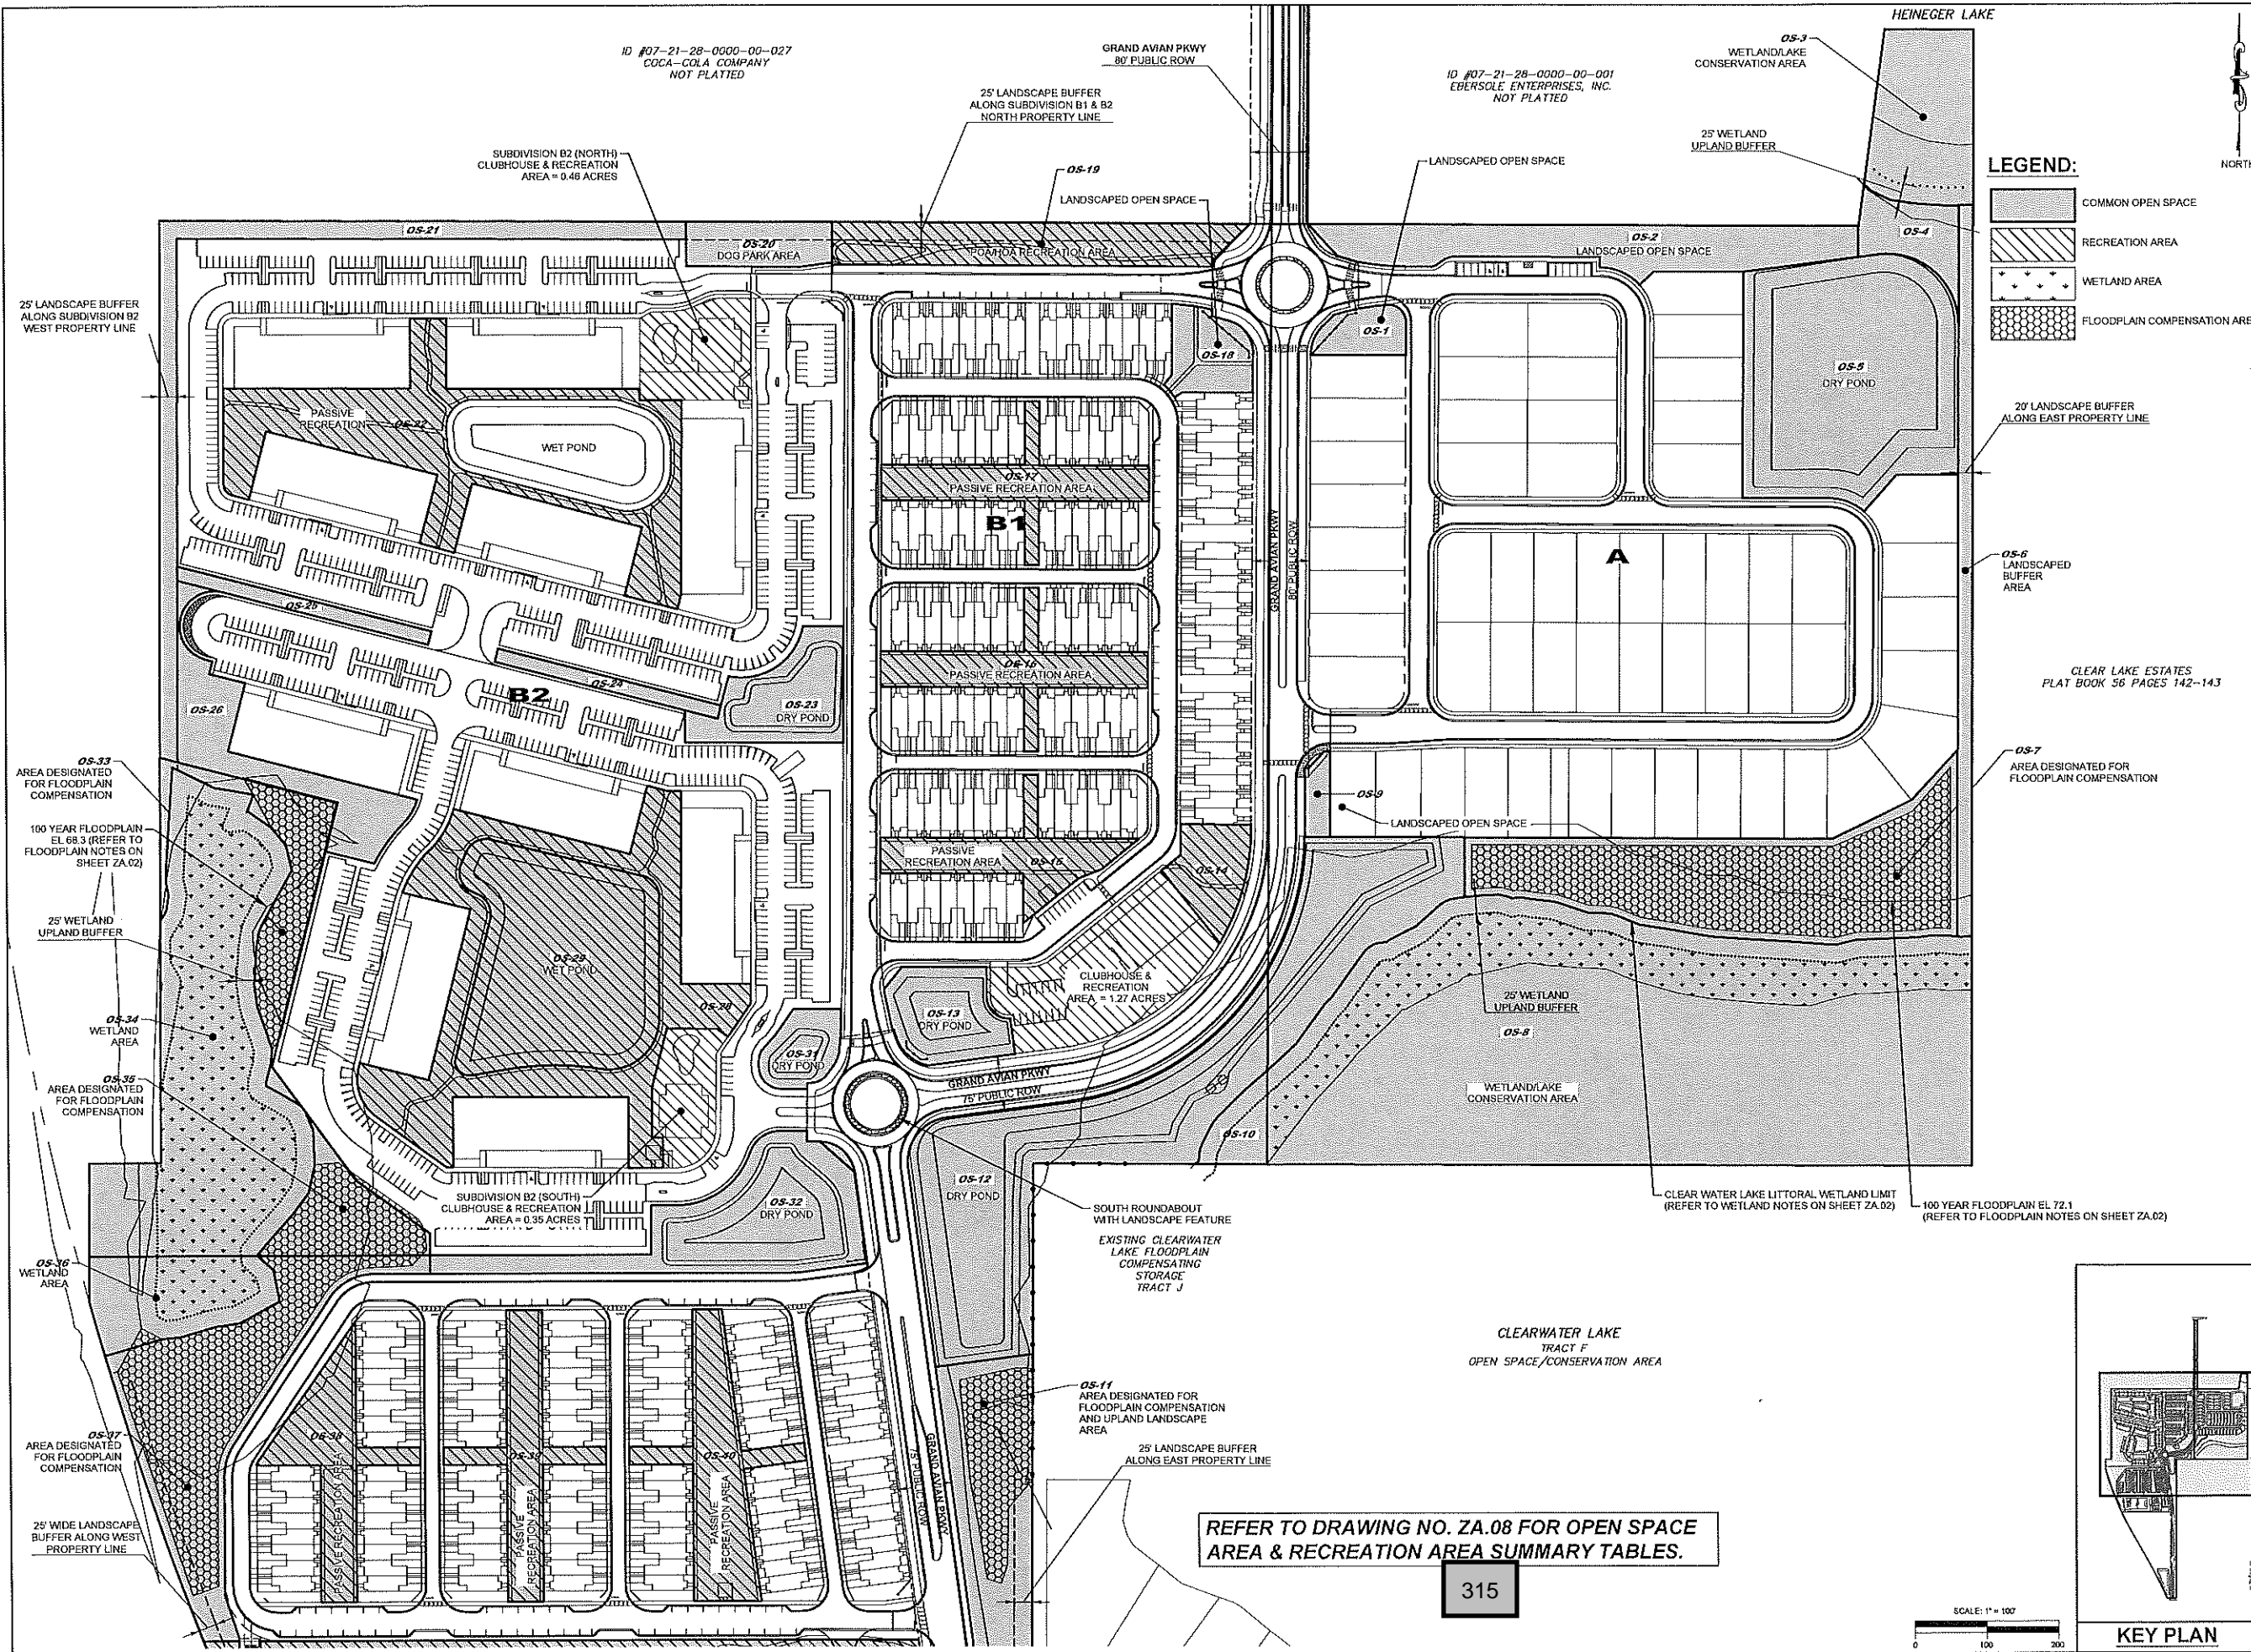 HEINEGER LAKE
ID #07-21-28-0000-00-027
COCA-COLA COMPANY
NOT PLATTED
GRAND AVIAN PKWY
80' PUBLIC ROW
ID #07-21-28-0000-00-001
EBERSOLE ENTERPRISES, INC.
NOT PLATTED
OS-3
WETLAND/LAKE
CONSERVATION AREA
25' LANDSCAPE BUFFER
ALONG SUBDIVISION B1 & B2
NORTH PROPERTY LINE
25' WETLAND
UPLAND BUFFER
SUBDIVISION B2 (NORTH)
CLUBHOUSE & RECREATION
AREA = 0.46 ACRES
OS-19
LANDSCAPED OPEN SPACE
LANDSCAPED OPEN SPACE
NORTH
LEGEND:
COMMON OPEN SPACE
RECREATION AREA
WETLAND AREA
FLOODPLAIN COMPENSATION ARE
OS-21
OS-20
DOG PARK AREA
POA/HOA RECREATION AREA
OS-2
LANDSCAPED OPEN SPACE
OS-4
25' LANDSCAPE BUFFER
ALONG SUBDIVISION B2
WEST PROPERTY LINE
OS-18
OS-1
OS-5
DRY POND
20' LANDSCAPE BUFFER
ALONG EAST PROPERTY LINE
PASSIVE
RECREATION
OS-22
WET POND
OS-17
PASSIVE RECREATION AREA
B1
GRAND AVIAN PKWY
80' PUBLIC ROW
A
OS-6
LANDSCAPED
BUFFER
AREA
OS-25
OS-16
PASSIVE RECREATION AREA
CLEAR LAKE ESTATES
PLAT BOOK 56 PAGES 142-143
OS-24
B2
OS-26
OS-23
DRY POND
OS-33
AREA DESIGNATED
FOR FLOODPLAIN
COMPENSATION
OS-7
AREA DESIGNATED FOR
FLOODPLAIN COMPENSATION
OS-9
LANDSCAPED OPEN SPACE
100 YEAR FLOODPLAIN
EL 68.3 (REFER TO
FLOODPLAIN NOTES ON
SHEET ZA.02)
PASSIVE
RECREATION AREA
OS-15
OS-14
25' WETLAND
UPLAND BUFFER
OS-29
WET POND
CLUBHOUSE &
RECREATION
AREA = 1.27 ACRES
25' WETLAND
UPLAND BUFFER
OS-8
OS-28
OS-13
DRY POND
OS-34
WETLAND
AREA
OS-31
DRY POND
GRAND AVIAN PKWY
75' PUBLIC ROW
WETLAND/LAKE
CONSERVATION AREA
OS-35
AREA DESIGNATED
FOR FLOODPLAIN
COMPENSATION
OS-10
OS-12
DRY POND
SUBDIVISION B2 (SOUTH)
CLUBHOUSE & RECREATION
AREA = 0.35 ACRES
OS-32
DRY POND
SOUTH ROUNDABOUT
WITH LANDSCAPE FEATURE
CLEAR WATER LAKE LITTORAL WETLAND LIMIT
(REFER TO WETLAND NOTES ON SHEET ZA.02)
100 YEAR FLOODPLAIN EL 72.1
(REFER TO FLOODPLAIN NOTES ON SHEET ZA.02)
EXISTING CLEARWATER
LAKE FLOODPLAIN
COMPENSATING
STORAGE
TRACT J
OS-36
WETLAND
AREA
CLEARWATER LAKE
TRACT F
OPEN SPACE/CONSERVATION AREA
OS-11
AREA DESIGNATED FOR
FLOODPLAIN COMPENSATION
AND UPLAND LANDSCAPE
AREA
OS-37
AREA DESIGNATED
FOR FLOODPLAIN
COMPENSATION
OS-38
PASSIVE RECREATON AREA
OS-39
PASSIVE
RECREATION AREA
OS-40
PASSIVE
RECREATION AREA
GRAND AVIAN PKWY
75' PUBLIC ROW
25' LANDSCAPE BUFFER
ALONG EAST PROPERTY LINE
25' WIDE LANDSCAPE
BUFFER ALONG WEST
PROPERTY LINE
REFER TO DRAWING NO. ZA.08 FOR OPEN SPACE
AREA & RECREATION AREA SUMMARY TABLES.
315
SCALE: 1" = 100'
0 100 200
KEY PLAN